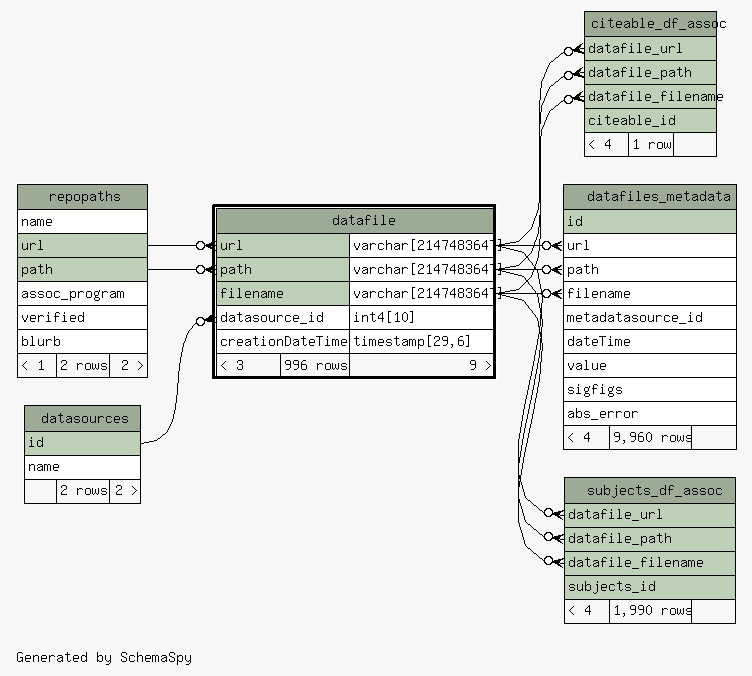 citeable_df_assoc
datafile_url
datafile_path
datafile_filename
citeable_id
< 4 1 row
repopaths
name
url
path
assoc_program
verified
blurb
< 1 2 rows 2 >
datafile
url varchar[2147483647]
path varchar[2147483647]
filename varchar[2147483647]
datasource_id int4[10]
creationDateTime timestamp[29,6]
< 3 996 rows 9 >
datafiles_metadata
id
url
path
filename
metadatasource_id
dateTime
value
sigfigs
abs_error
< 4 9,960 rows
datasources
id
name
2 rows 2 >
subjects_df_assoc
datafile_url
datafile_path
datafile_filename
subjects_id
< 4 1,990 rows
Generated by SchemaSpy